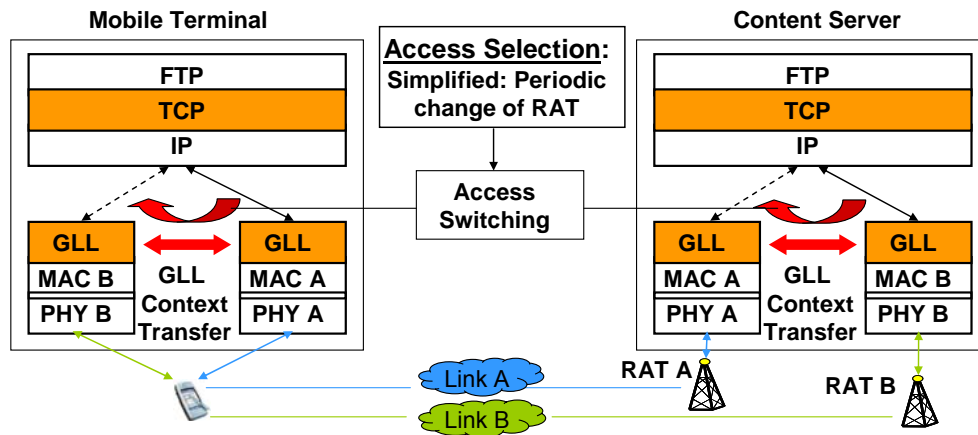 Mobile Terminal
FTP
TCP
IP
GLL
MAC B
PHY B
GLL
Context
Transfer
GLL
MAC A
PHY A
Access Selection:
Simplified: Periodic
change of RAT
Access
Switching
Content Server
FTP
TCP
IP
GLL
MAC A
PHY A
GLL
Context
Transfer
GLL
MAC B
PHY B
Link A
RAT A
Link B
RAT B